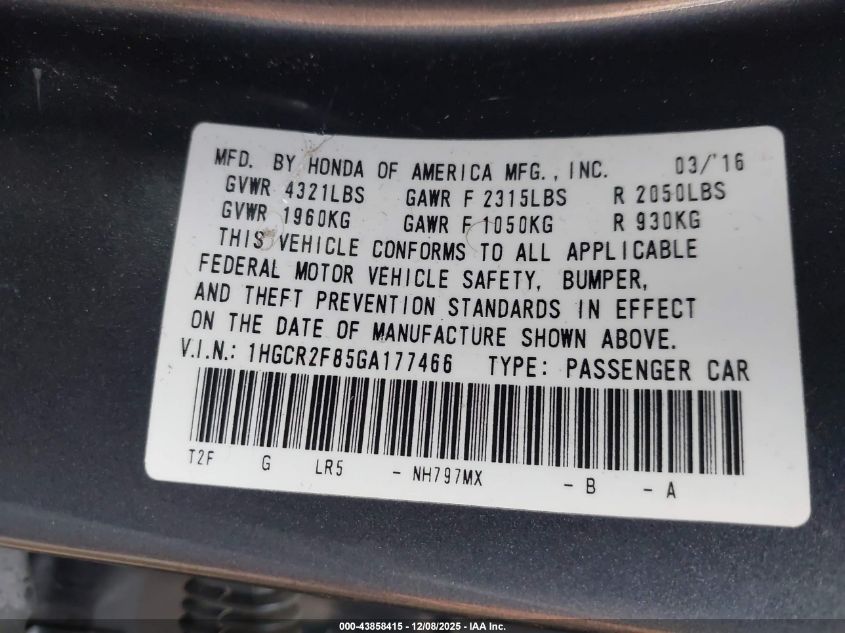 MFD. BY HONDA OF AMERICA MFG., INC. 03/'16
GVWR 4321LBS GAWR F 2315LBS R 2050LBS
GVWR 1960KG GAWR F 1050KG R 930KG
THIS VEHICLE CONFORMS TO ALL APPLICABLE
FEDERAL MOTOR VEHICLE SAFETY, BUMPER,
AND THEFT PREVENTION STANDARDS IN EFFECT
ON THE DATE OF MANUFACTURE SHOWN ABOVE.
V.I.N.: 1HGCR2F85GA177466 TYPE: PASSENGER CAR
T2F G LR5 - NH797MX - B - A
000-43858415 - 12/08/2025 - IAA Inc.